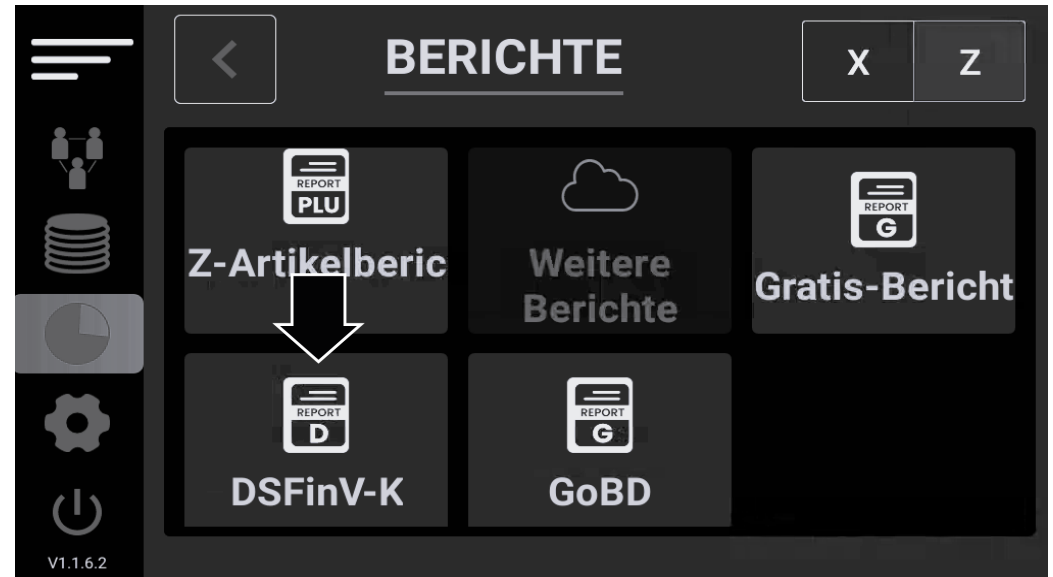 BERICHTE
X
Z
REPORT
PLU
Z-Artikelberic
Weitere
Berichte
REPORT
G
Gratis-Bericht
REPORT
D
DSFinV-K
REPORT
G
GoBD
V1.1.6.2